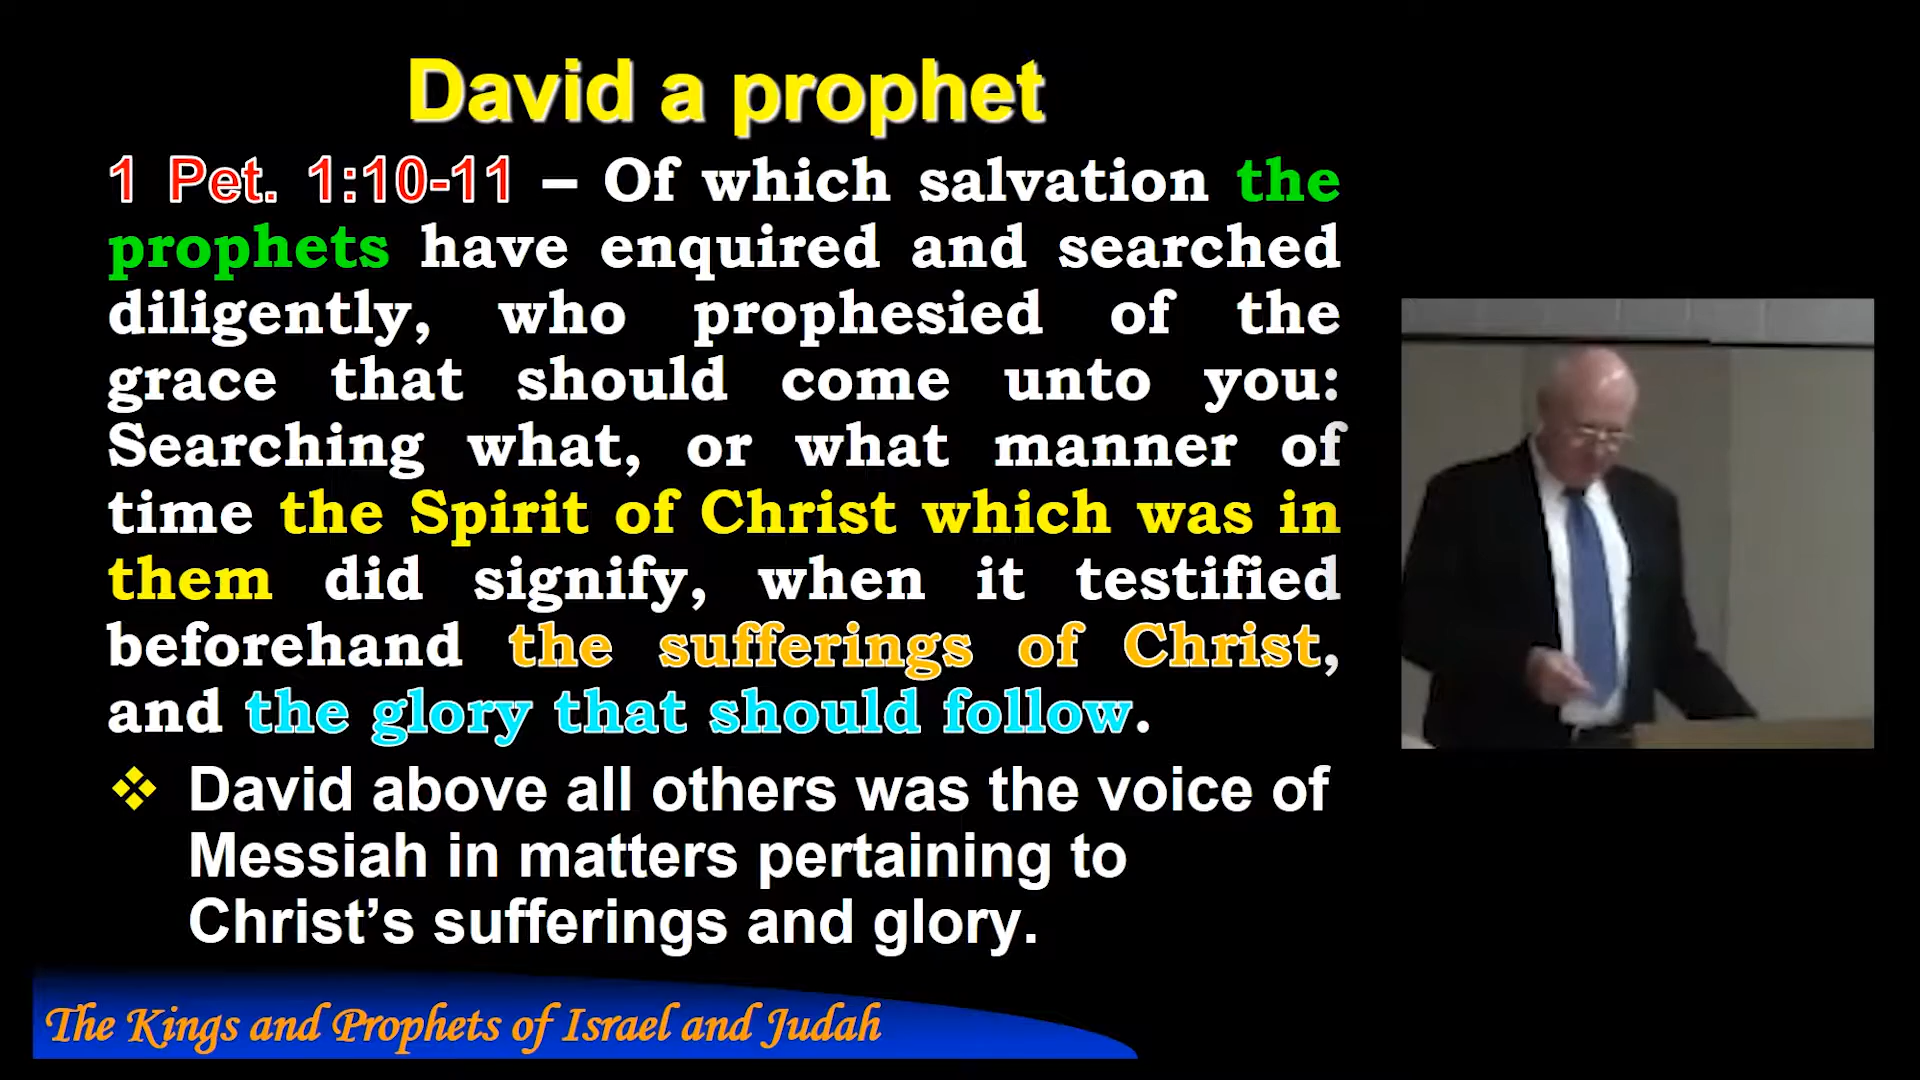 David a prophet
1 Pet. 1:10-11 – Of which salvation the
prophets have enquired and searched
diligently, who prophesied of the
grace that should come unto you:
Searching what, or what manner of
time the Spirit of Christ which was in
them did signify, when it testified
beforehand the sufferings of Christ,
and the glory that should follow.
❖ David above all others was the voice of
Messiah in matters pertaining to
Christ’s sufferings and glory.
The Kings and Prophets of Israel and Judah